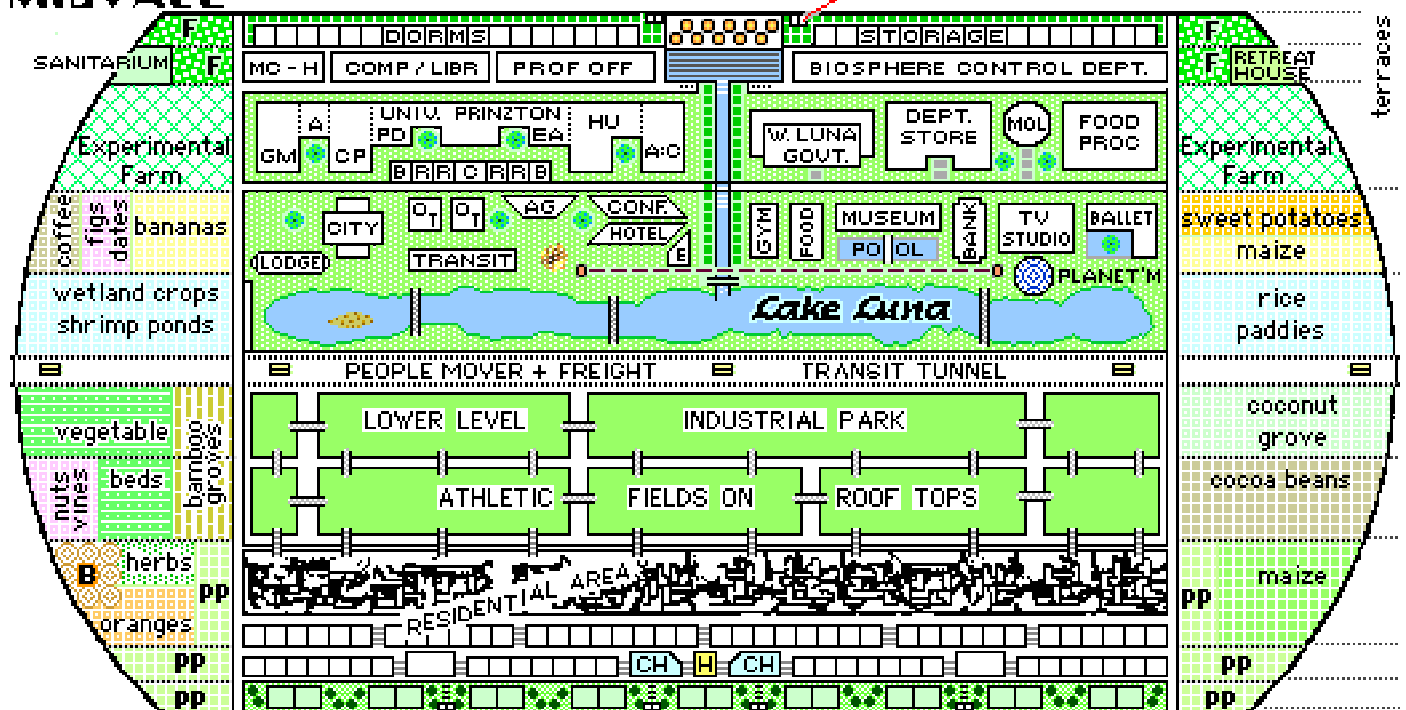 F
DORMS
STORAGE
F
SANITARIUM
F
MC-H
COMP/LIBR
PROF OFF
BIOSPHERE CONTROL DEPT.
F
RETREAT
HOUSE
terraces
UNIV. PRINZTON
A
PD
EA
HU
GM
CP
A:C
BRRCRRB
W. LUNA
GOVT.
DEPT.
STORE
MOL
FOOD
PROC
Experimental
Farm
Experimental
Farm
coffee
figs
dates
bananas
CITY
OT
OT
AG
CONF.
HOTEL
E
LODGE
TRANSIT
GYM
FOOD
MUSEUM
POOL
BANK
TV
STUDIO
BALLET
PLANET'M
sweet potatoes
maize
wetland crops
shrimp ponds
Lake Luna
rice
paddies
PEOPLE MOVER + FREIGHT
TRANSIT TUNNEL
vegetable
beds
bamboo
groves
nuts
vines
LOWER LEVEL
INDUSTRIAL PARK
ATHLETIC
FIELDS ON
ROOF TOPS
coconut
grove
cocoa beans
B
herbs
pp
oranges
RESIDENTIAL AREA
maize
pp
pp
CH
H
CH
pp
pp
pp